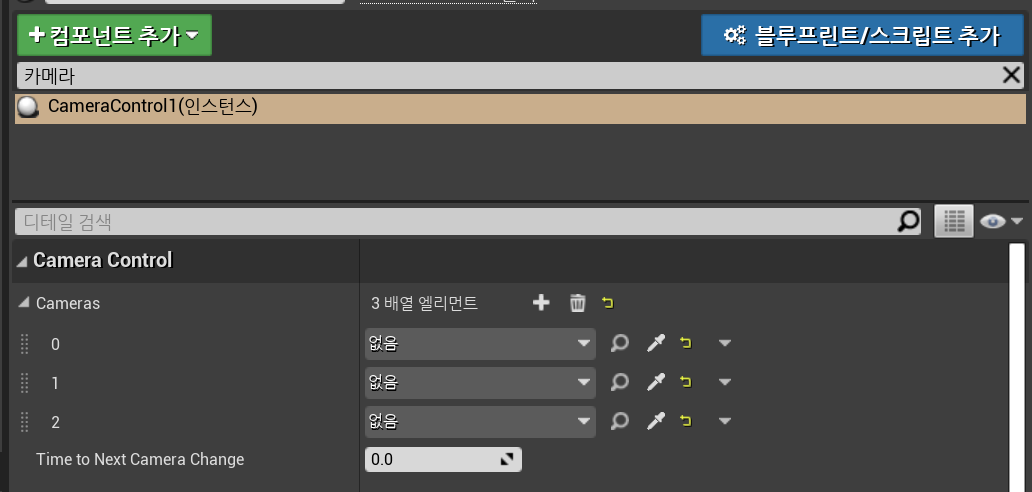 컴포넌트 추가
블루프린트/스크립트 추가
카메라
CameraControl1(인스턴스)
디테일 검색
Camera Control
Cameras 3 배열 엘리먼트
0 없음
1 없음
2 없음
Time to Next Camera Change 0.0